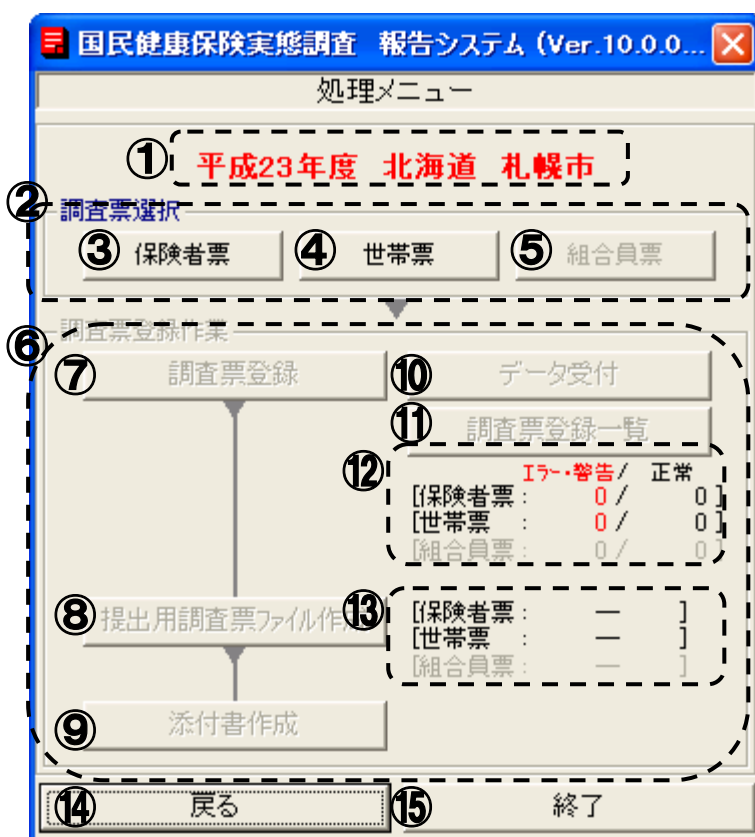 国民健康保険実態調査 報告システム (Ver.10.0.0...
処理メニュー
① 平成23年度 北海道 札幌市
② 調査票選択
③ 保険者票 ④ 世帯票 ⑤ 組合員票
⑥ 調査票登録作業
⑦ 調査票登録 ⑩ データ受付
⑪ 調査票登録一覧
⑫ エラー・警告/ 正常
[保険者票: 0/ 0]
[世帯票 : 0/ 0]
[組合員票: 0/ 0]
⑧ 提出用調査票ファイル作成 ⑬ [保険者票: ― ]
[世帯票 : ― ]
[組合員票: ― ]
⑨ 添付書作成
⑭ 戻る ⑮ 終了